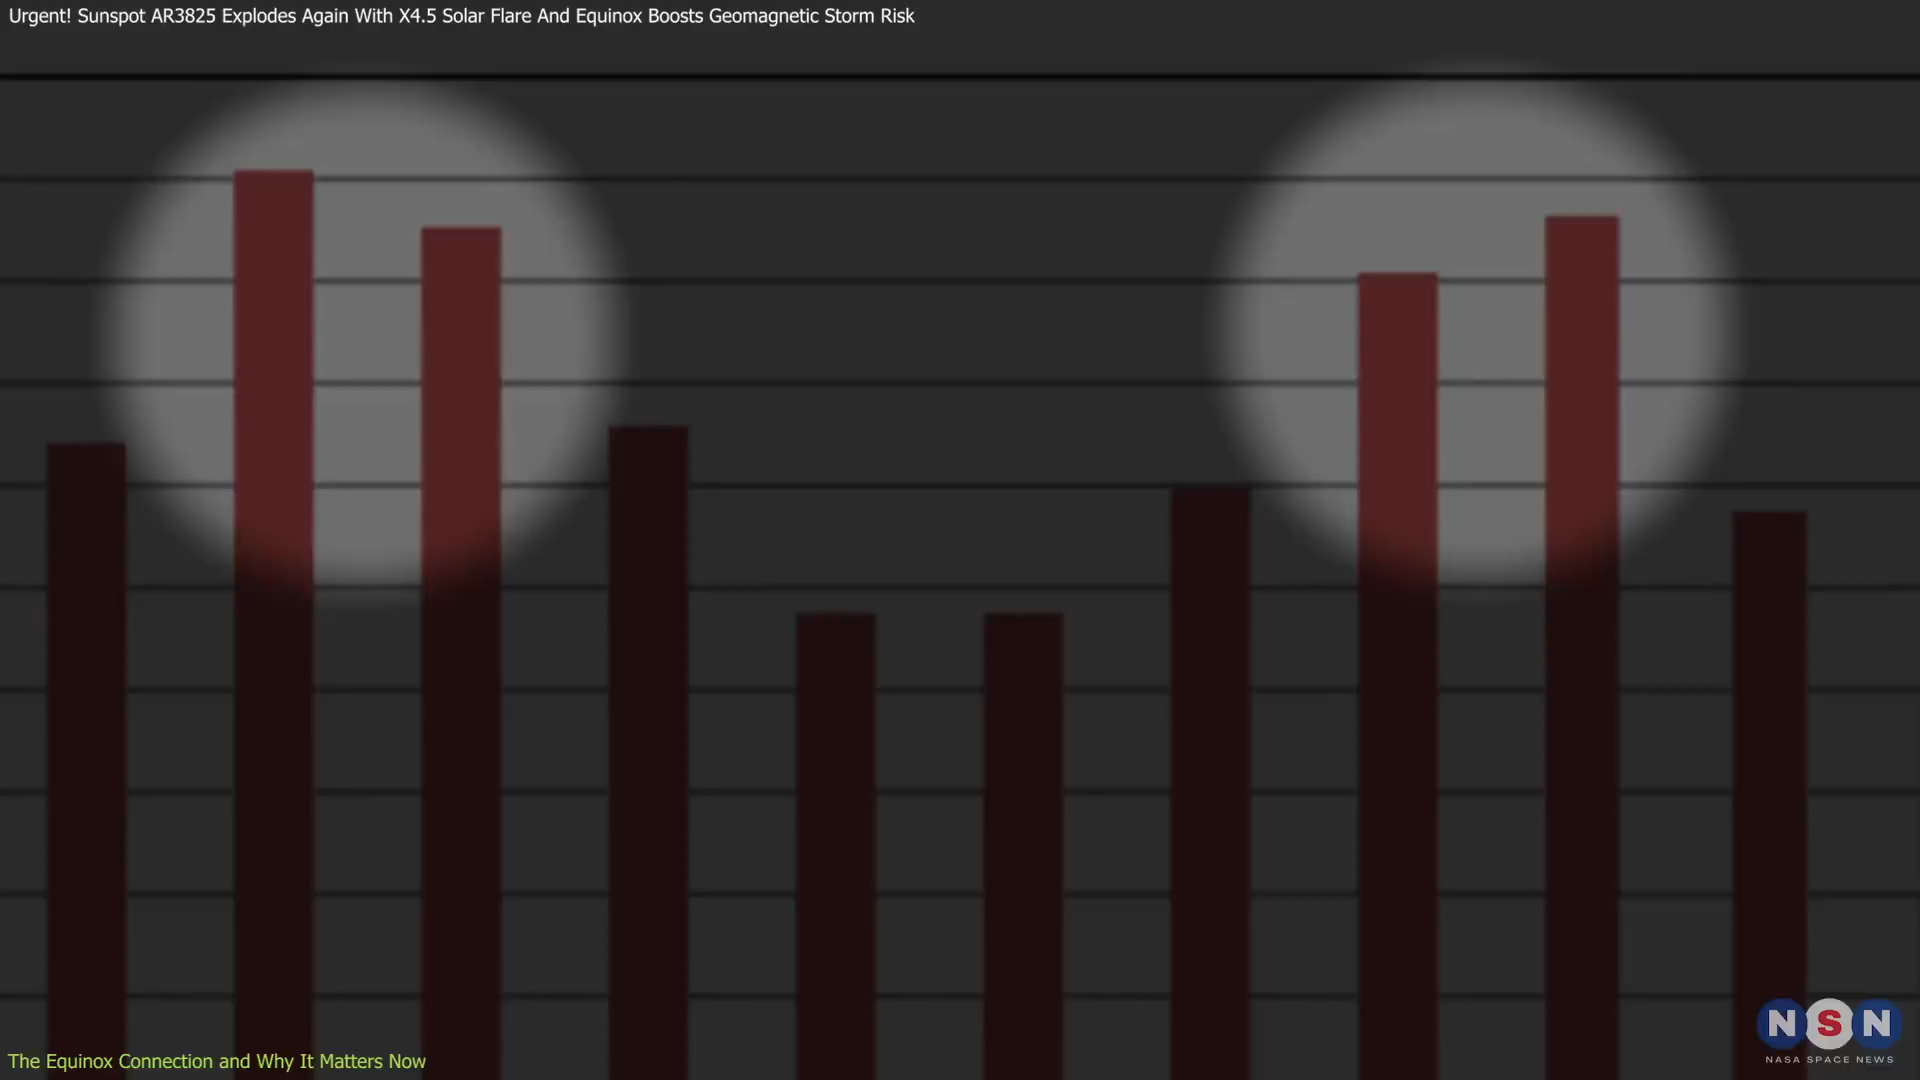 Urgent! Sunspot AR3825 Explodes Again With X4.5 Solar Flare And Equinox Boosts Geomagnetic Storm Risk
NSN
NASA SPACE NEWS
The Equinox Connection and Why It Matters Now